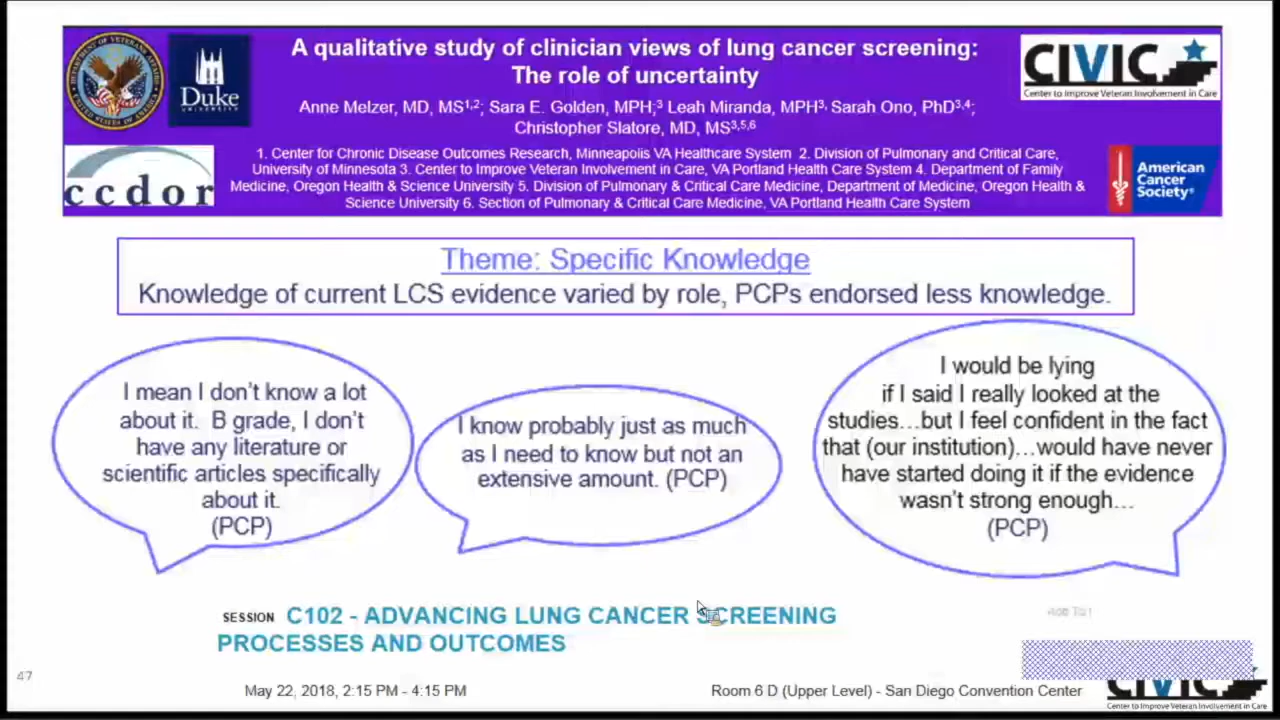 A qualitative study of clinician views of lung cancer screening:
The role of uncertainty
Anne Melzer, MD, MS1,2; Sara E. Golden, MPH;3 Leah Miranda, MPH3, Sarah Ono, PhD3,4;
Christopher Slatore, MD, MS3,5,6
1. Center for Chronic Disease Outcomes Research, Minneapolis VA Healthcare System 2. Division of Pulmonary and Critical Care,
University of Minnesota 3. Center to Improve Veteran Involvement in Care, VA Portland Health Care System 4. Department of Family
Medicine, Oregon Health & Science University 5. Division of Pulmonary & Critical Care Medicine, Department of Medicine, Oregon Health &
Science University 6. Section of Pulmonary & Critical Care Medicine, VA Portland Health Care System
Duke
UNIVERSITY
ccdor
CIVIC
Center to Improve Veteran Involvement in Care
American
Cancer
Society
Theme: Specific Knowledge
Knowledge of current LCS evidence varied by role, PCPs endorsed less knowledge.
I mean I don't know a lot
about it. B grade, I don't
have any literature or
scientific articles specifically
about it.
(PCP)
I know probably just as much
as I need to know but not an
extensive amount. (PCP)
I would be lying
if I said I really looked at the
studies…but I feel confident in the fact
that (our institution)…would have never
have started doing it if the evidence
wasn't strong enough…
(PCP)
SESSION C102 - ADVANCING LUNG CANCER SCREENING
PROCESSES AND OUTCOMES
47
May 22, 2018, 2:15 PM - 4:15 PM
Room 6 D (Upper Level) - San Diego Convention Center
CIVIC
Center to Improve Veteran Involvement in Care